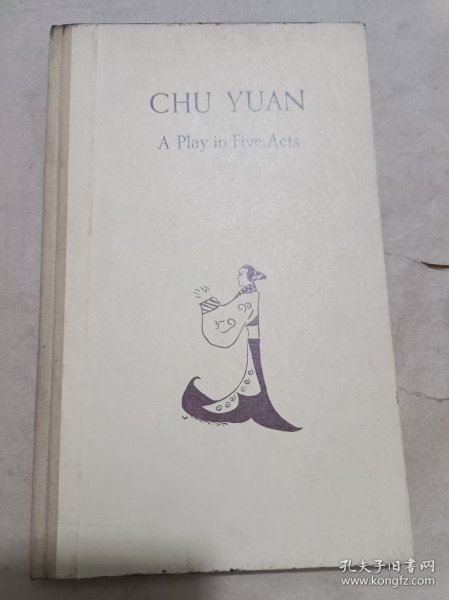 CHU YUAN
A Play in Five Acts
孔夫子旧书网
www.kongfz.com